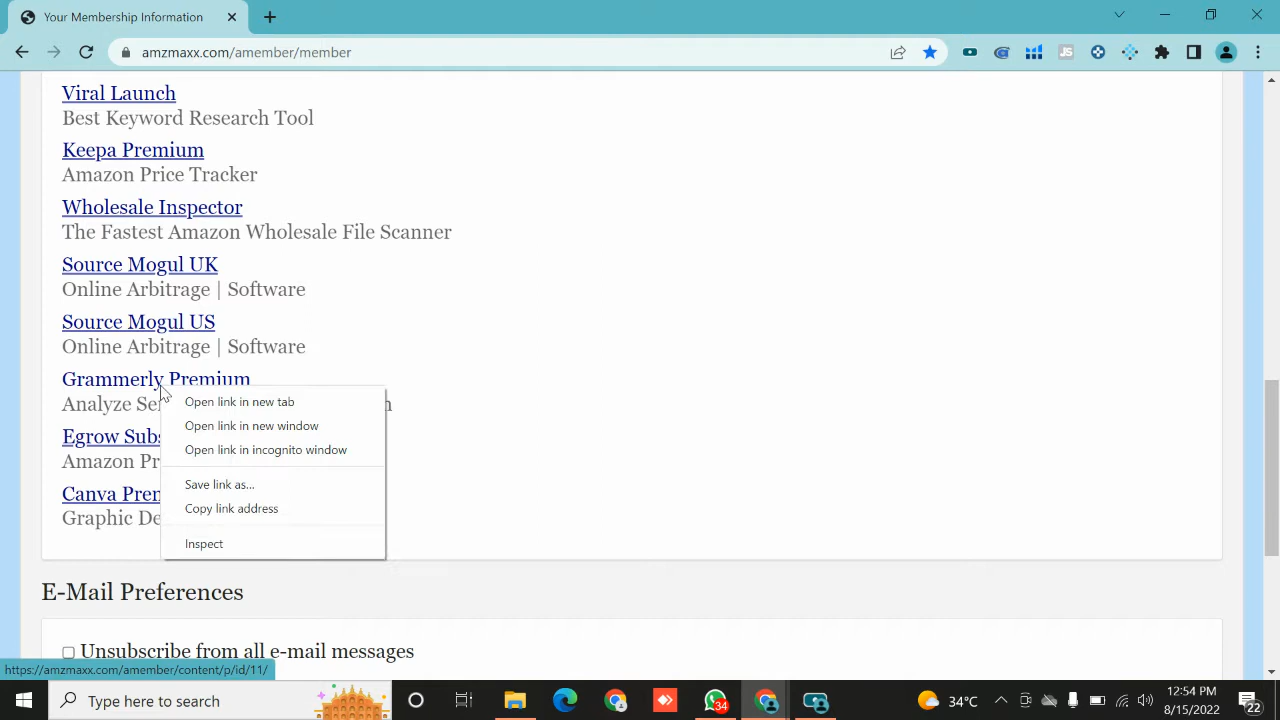 Your Membership Information
amzmaxx.com/amember/member
JS
Viral Launch
Best Keyword Research Tool
Keepa Premium
Amazon Price Tracker
Wholesale Inspector
The Fastest Amazon Wholesale File Scanner
Source Mogul UK
Online Arbitrage | Software
Source Mogul US
Online Arbitrage | Software
Grammerly Premium
Analyze
Open link in new tab
Open link in new window
Egrow
Open link in incognito window
Amazon
Save link as...
Canva
Copy link address
Graphic
Inspect
E-Mail Preferences
Unsubscribe from all e-mail messages
https://amzmaxx.com/amember/content/p/id/11/
Type here to search
34
34°C
12:54 PM
8/15/2022
22